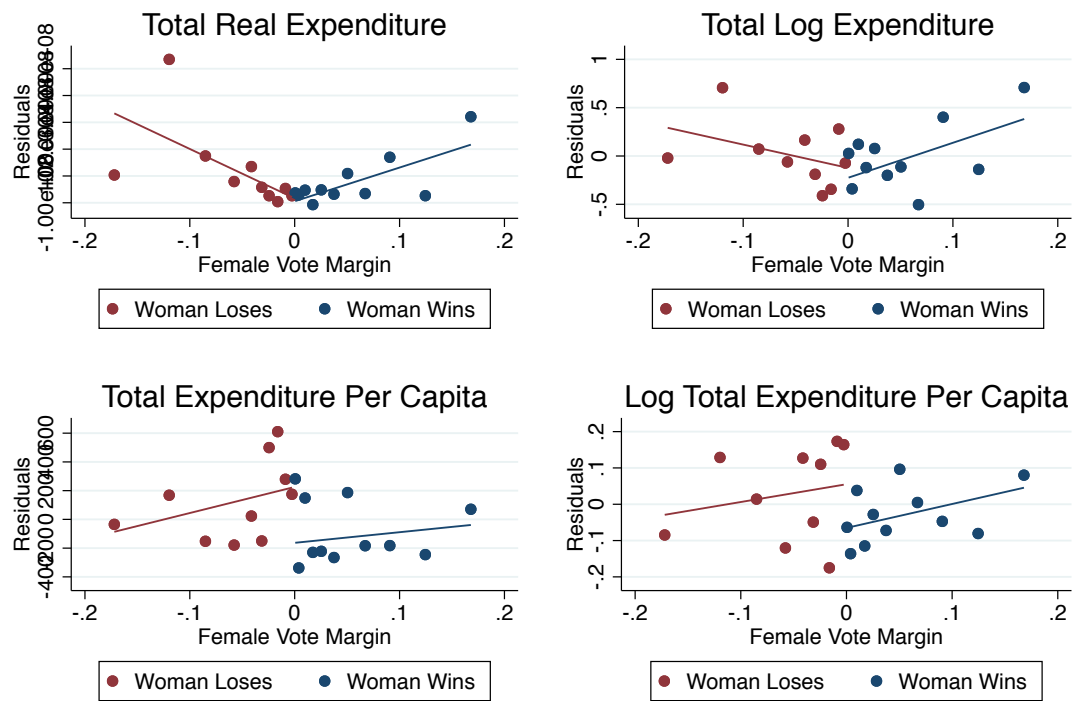 Total Real Expenditure
Residuals
-.2 -.1 0 .1 .2
Female Vote Margin
Woman Loses Woman Wins
Total Log Expenditure
Residuals
1
.5
0
-.5
-.2 -.1 0 .1 .2
Female Vote Margin
Woman Loses Woman Wins
Total Expenditure Per Capita
Residuals
-.2 -.1 0 .1 .2
Female Vote Margin
Woman Loses Woman Wins
Log Total Expenditure Per Capita
Residuals
.2
.1
0
-.1
-.2
-.2 -.1 0 .1 .2
Female Vote Margin
Woman Loses Woman Wins